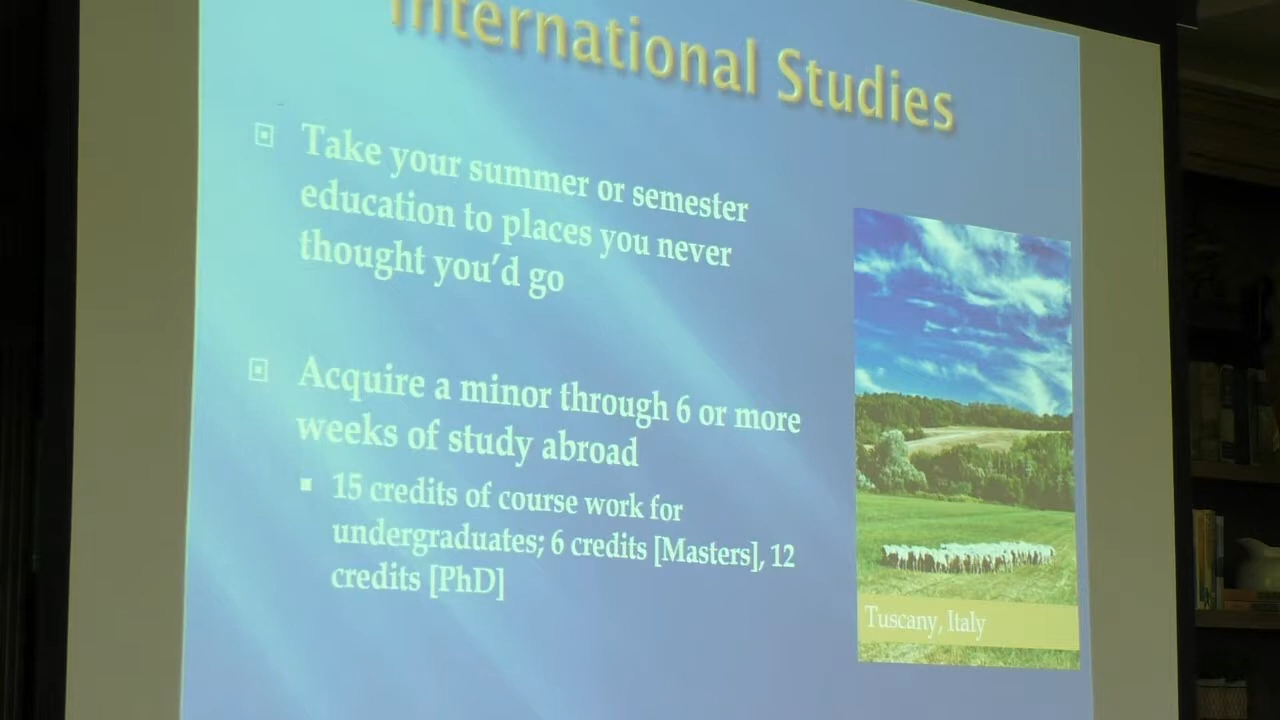 International Studies
Take your summer or semester
education to places you never
thought you'd go
Acquire a minor through 6 or more
weeks of study abroad
15 credits of course work for
undergraduates; 6 credits [Masters], 12
credits [PhD]
Tuscany, Italy